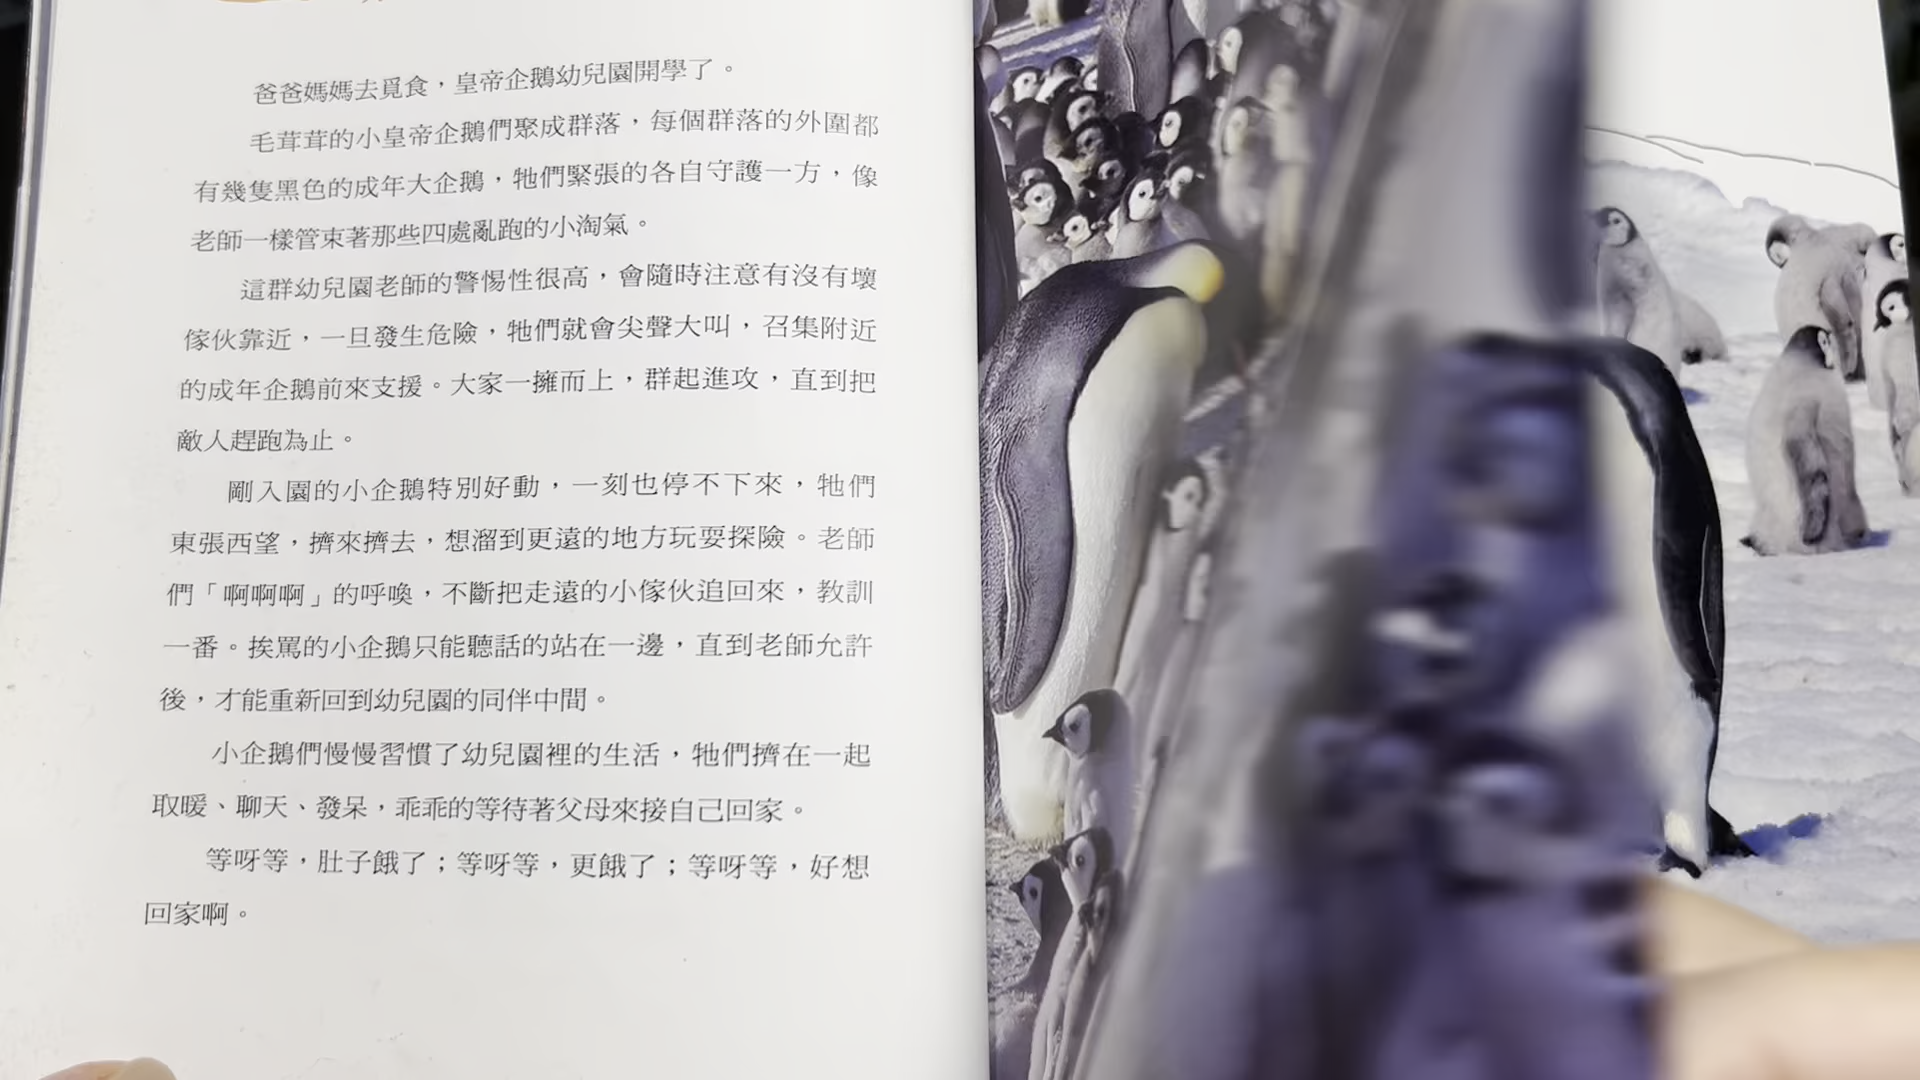 爸爸媽媽去覓食，皇帝企鵝幼兒園開學了。
毛茸茸的小皇帝企鵝們聚成群落，每個群落的外圍都
有幾隻黑色的成年大企鵝，牠們緊張的各自守護一方，像
老師一樣管束著那些四處亂跑的小淘氣。
這群幼兒園老師的警惕性很高，會隨時注意有沒有壞
傢伙靠近，一旦發生危險，牠們就會尖聲大叫，召集附近
的成年企鵝前來支援。大家一擁而上，群起進攻，直到把
敵人趕跑為止。
剛入園的小企鵝特別好動，一刻也停不下來，牠們
東張西望，擠來擠去，想溜到更遠的地方玩耍探險。老師
們「啊啊啊」的呼喚，不斷把走遠的小傢伙追回來，教訓
一番。挨罵的小企鵝只能聽話的站在一邊，直到老師允許
後，才能重新回到幼兒園的同伴中間。
小企鵝們慢慢習慣了幼兒園裡的生活，牠們擠在一起
取暖、聊天、發呆，乖乖的等待著父母來接自己回家。
等呀等，肚子餓了；等呀等，更餓了；等呀等，好想
回家啊。